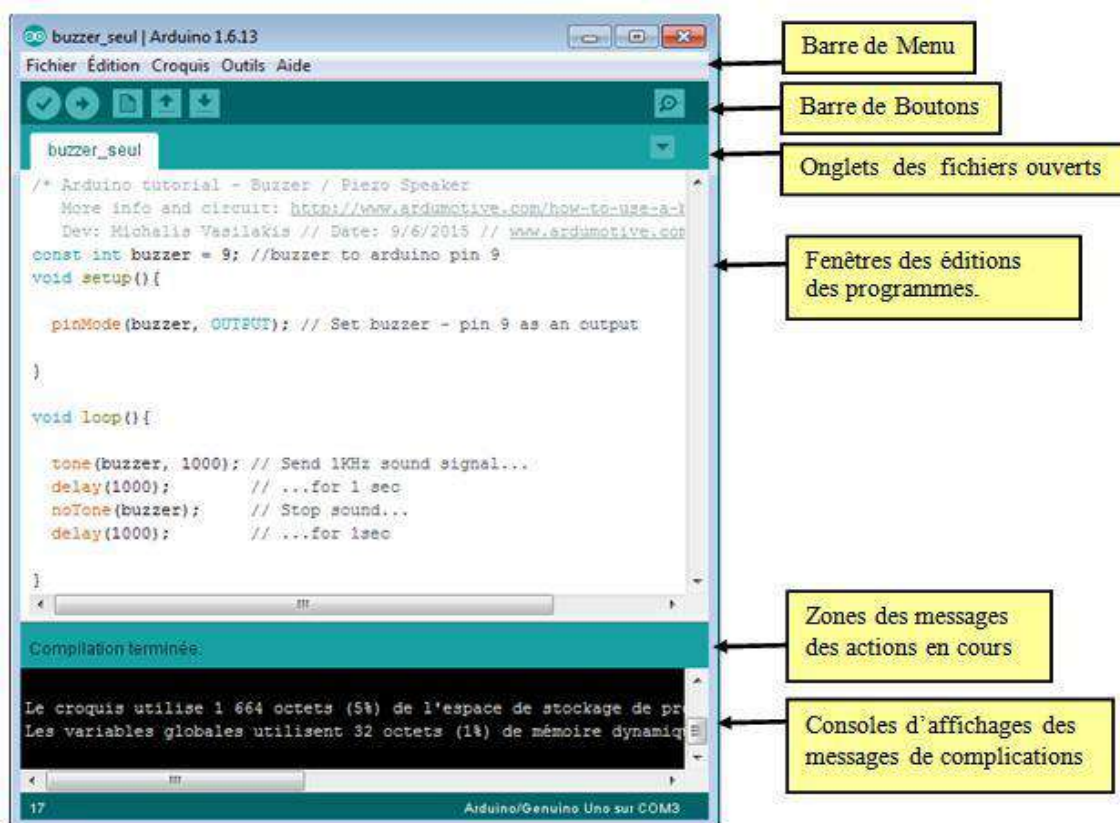 buzzer_seul | Arduino 1.6.13
Fichier Édition Croquis Outils Aide
buzzer_seul
/* Arduino tutorial - Buzzer / Piezo Speaker
More info and circuit: http://www.ardumotive.com/how-to-use-a-
Dev: Michalis Vasilakis // Date: 9/6/2015 // www.ardumotive.com
const int buzzer = 9; //buzzer to arduino pin 9
void setup(){
pinMode(buzzer, OUTPUT); // Set buzzer - pin 9 as an output
}
void loop(){
tone(buzzer, 1000); // Send 1KHz sound signal...
delay(1000); // ...for 1 sec
noTone(buzzer); // Stop sound...
delay(1000); // ...for 1sec
}
Compilation terminée.
Le croquis utilise 1 664 octets (5%) de l'espace de stockage de
Les variables globales utilisent 32 octets (1%) de mémoire
17
Arduino/Genuino Uno sur COM3
Barre de Menu
Barre de Boutons
Onglets des fichiers ouverts
Fenêtres des éditions
des programmes.
Zones des messages
des actions en cours
Consoles d'affichages des
messages de complications